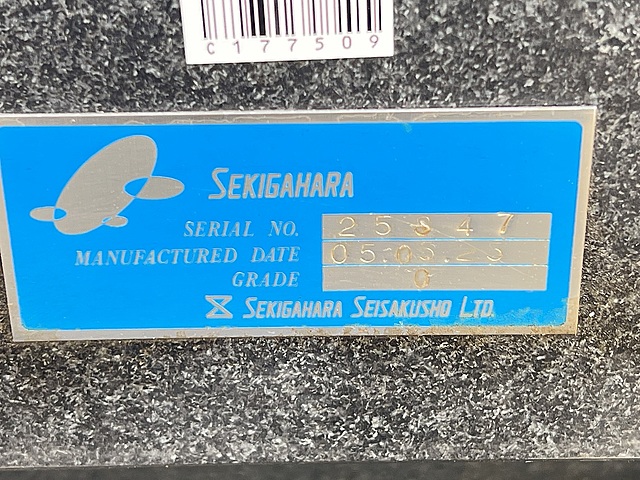 C177509
SEKIGAHARA
SERIAL NO. 25847
MANUFACTURED DATE
GRADE 0
SEKIGAHARA SEISAKUSHO LTD.